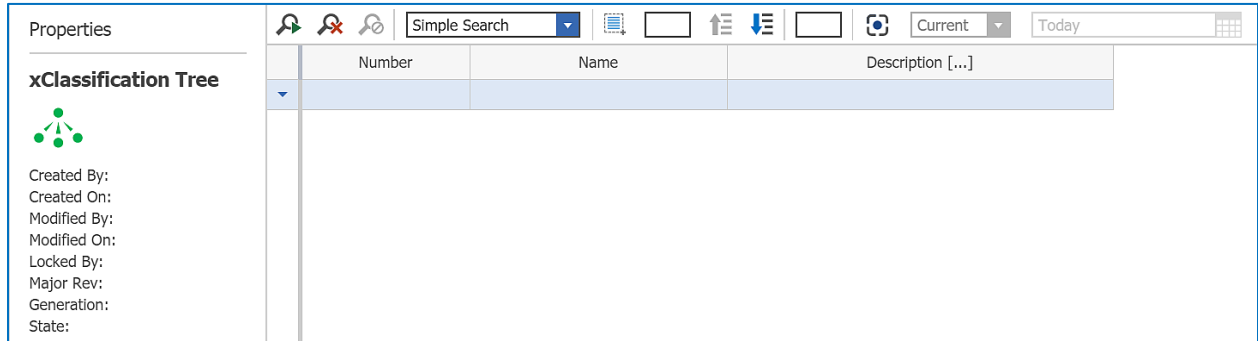 Properties
xClassification Tree
Created By:
Created On:
Modified By:
Modified On:
Locked By:
Major Rev:
Generation:
State:
Simple Search
Current
Today
Number Name Description [...]